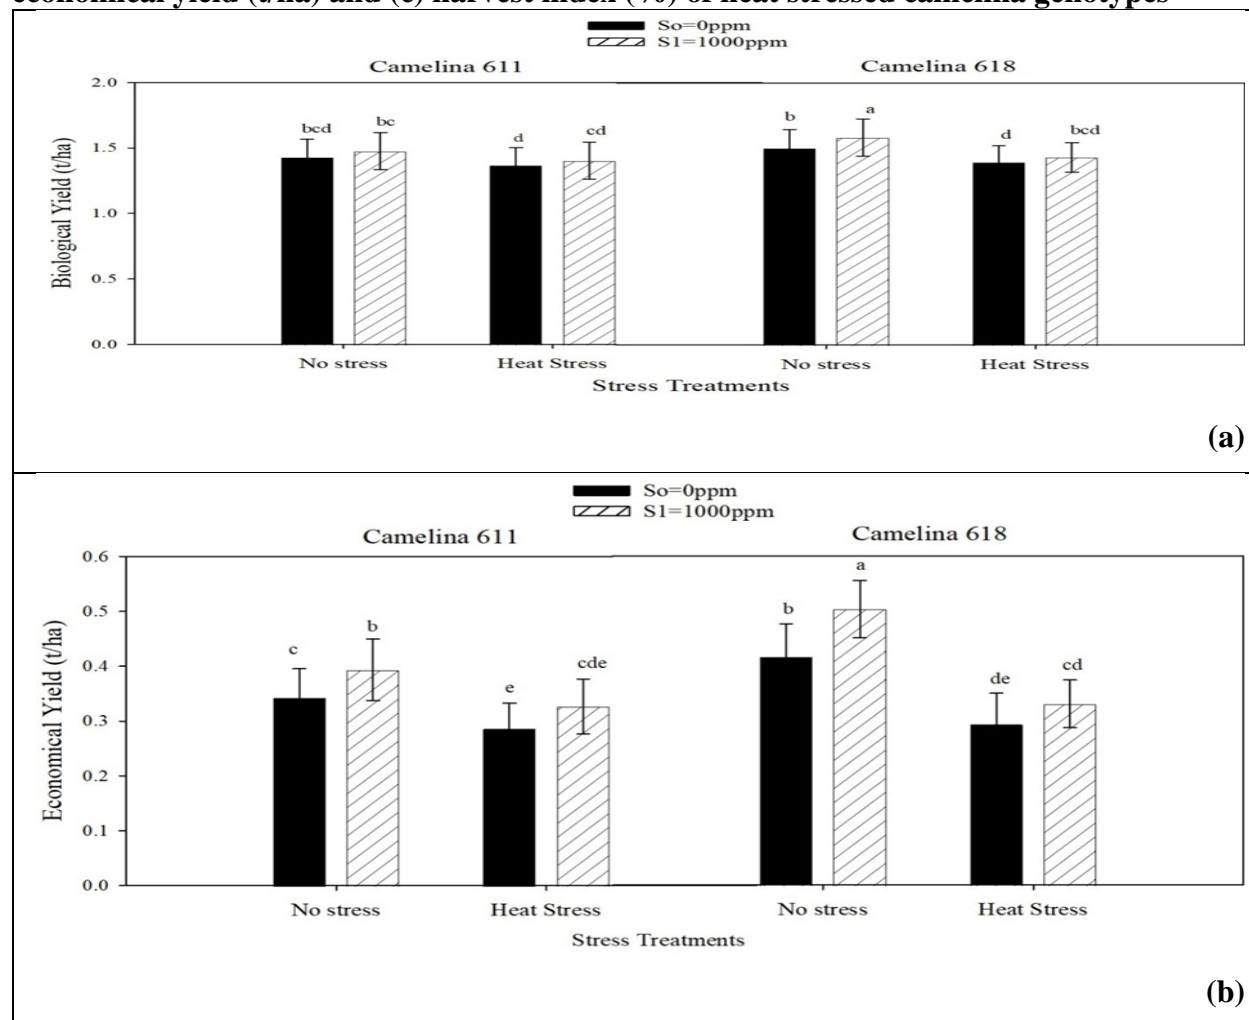 economical yield (t/ha) and (c) harvest index (%) of heat stressed camelina genotypes
So=0ppm
S1=1000ppm
Camelina 611 Camelina 618
2.0
1.5
1.0
0.5
0.0
Biological Yield (t/ha)
bcd bc d cd b a d bcd
No stress Heat Stress No stress Heat Stress
Stress Treatments
(a)
So=0ppm
S1=1000ppm
Camelina 611 Camelina 618
0.6
0.5
0.4
0.3
0.2
0.1
0.0
Economical Yield (t/ha)
c b e cde b a de cd
No stress Heat Stress No stress Heat Stress
Stress Treatments
(b)